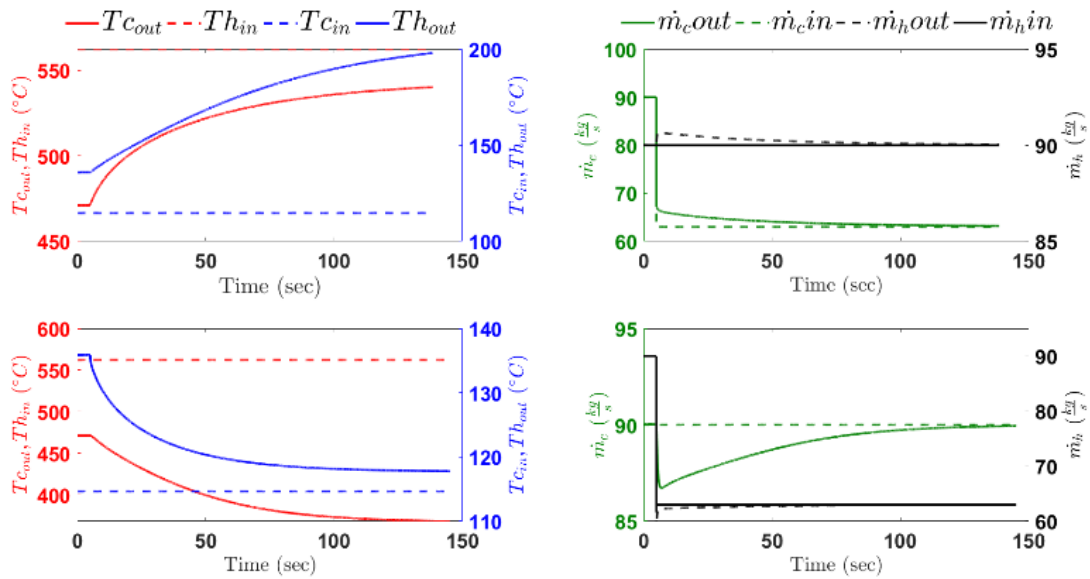 Tc_out Th_in Tc_in Th_out
ṁ_c out ṁ_c in ṁ_h out ṁ_h in
550
500
450
Tc_out, Th_in (°C)
200
150
100
Tc_in, Th_out (°C)
0 50 100 150
Time (sec)
100
90
80
70
60
ṁ_c (kg/s)
95
90
85
ṁ_h (kg/s)
0 50 100 150
Time (sec)
600
550
500
450
400
Tc_out, Th_in (°C)
140
130
120
110
Tc_in, Th_out (°C)
0 50 100 150
Time (sec)
95
90
85
ṁ_c (kg/s)
90
80
70
60
ṁ_h (kg/s)
0 50 100 150
Time (sec)